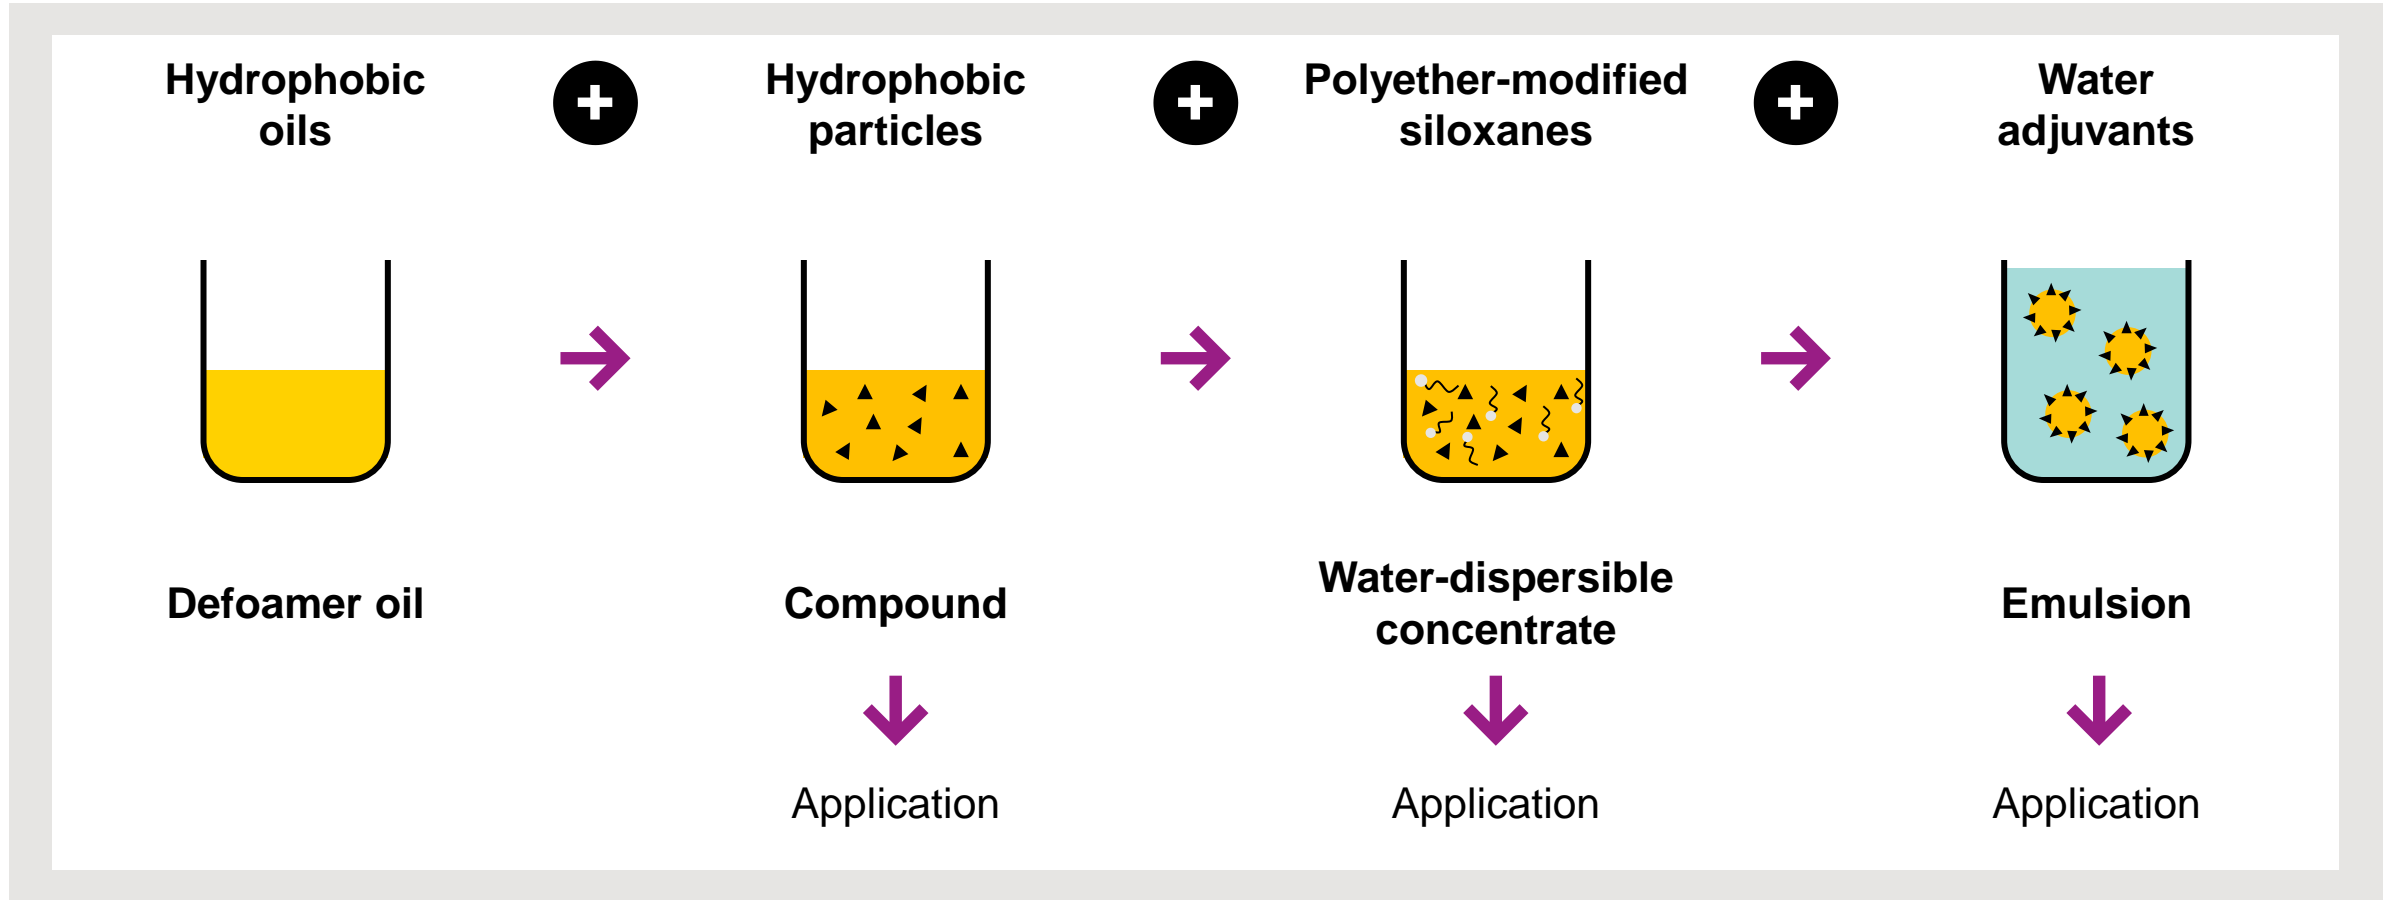 Hydrophobic
oils
Hydrophobic
particles
Polyether-modified
siloxanes
Water
adjuvants
Defoamer oil
Compound
Water-dispersible
concentrate
Emulsion
Application
Application
Application